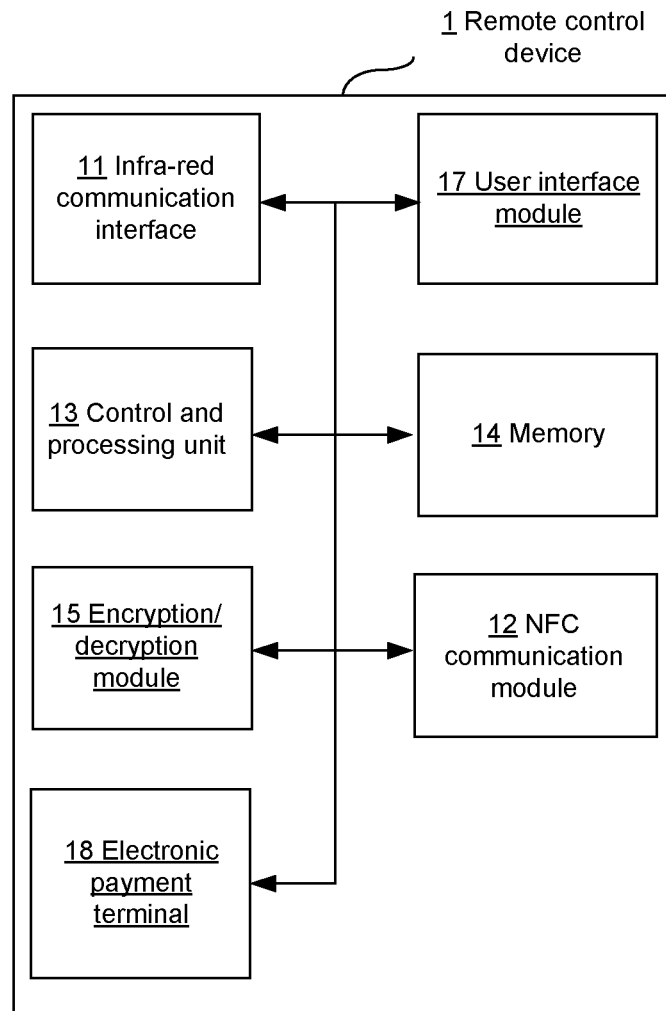 1 Remote control
device
11 Infra-red
communication
interface
17 User interface
module
13 Control and
processing unit
14 Memory
15 Encryption/
decryption
module
12 NFC
communication
module
18 Electronic
payment
terminal